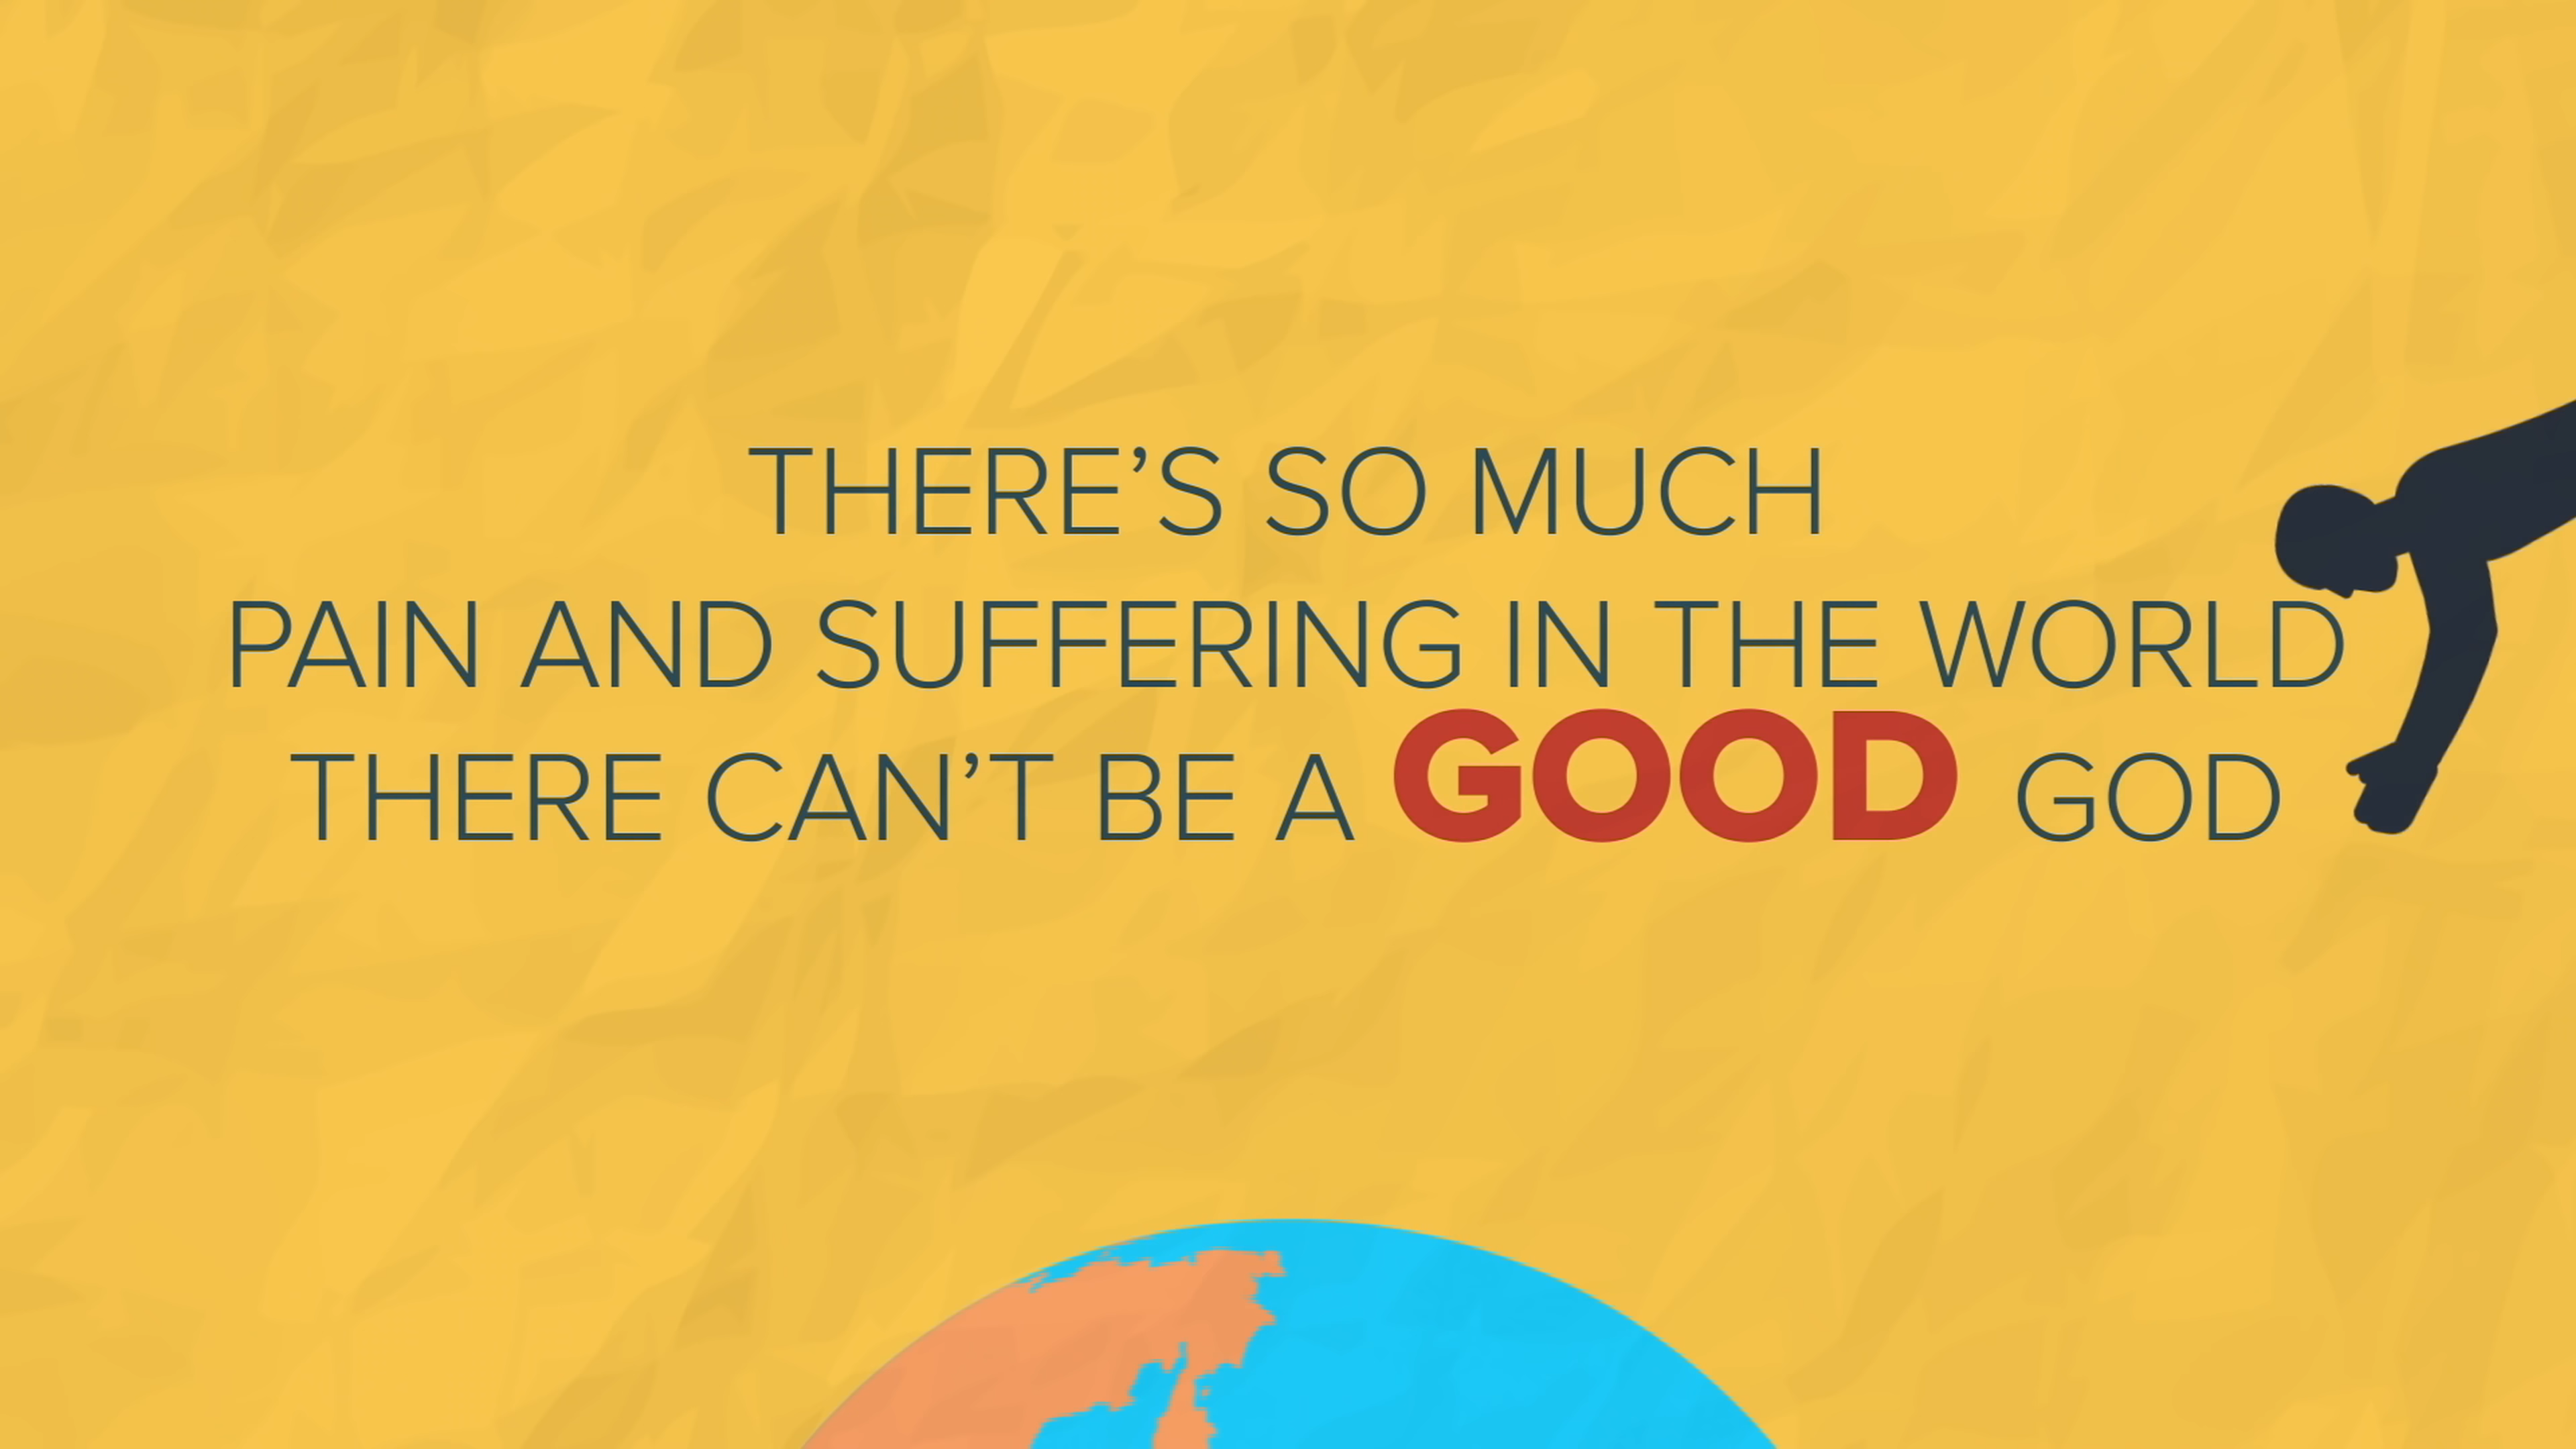 THERE’S SO MUCH
PAIN AND SUFFERING IN THE WORLD
THERE CAN’T BE A GOOD GOD